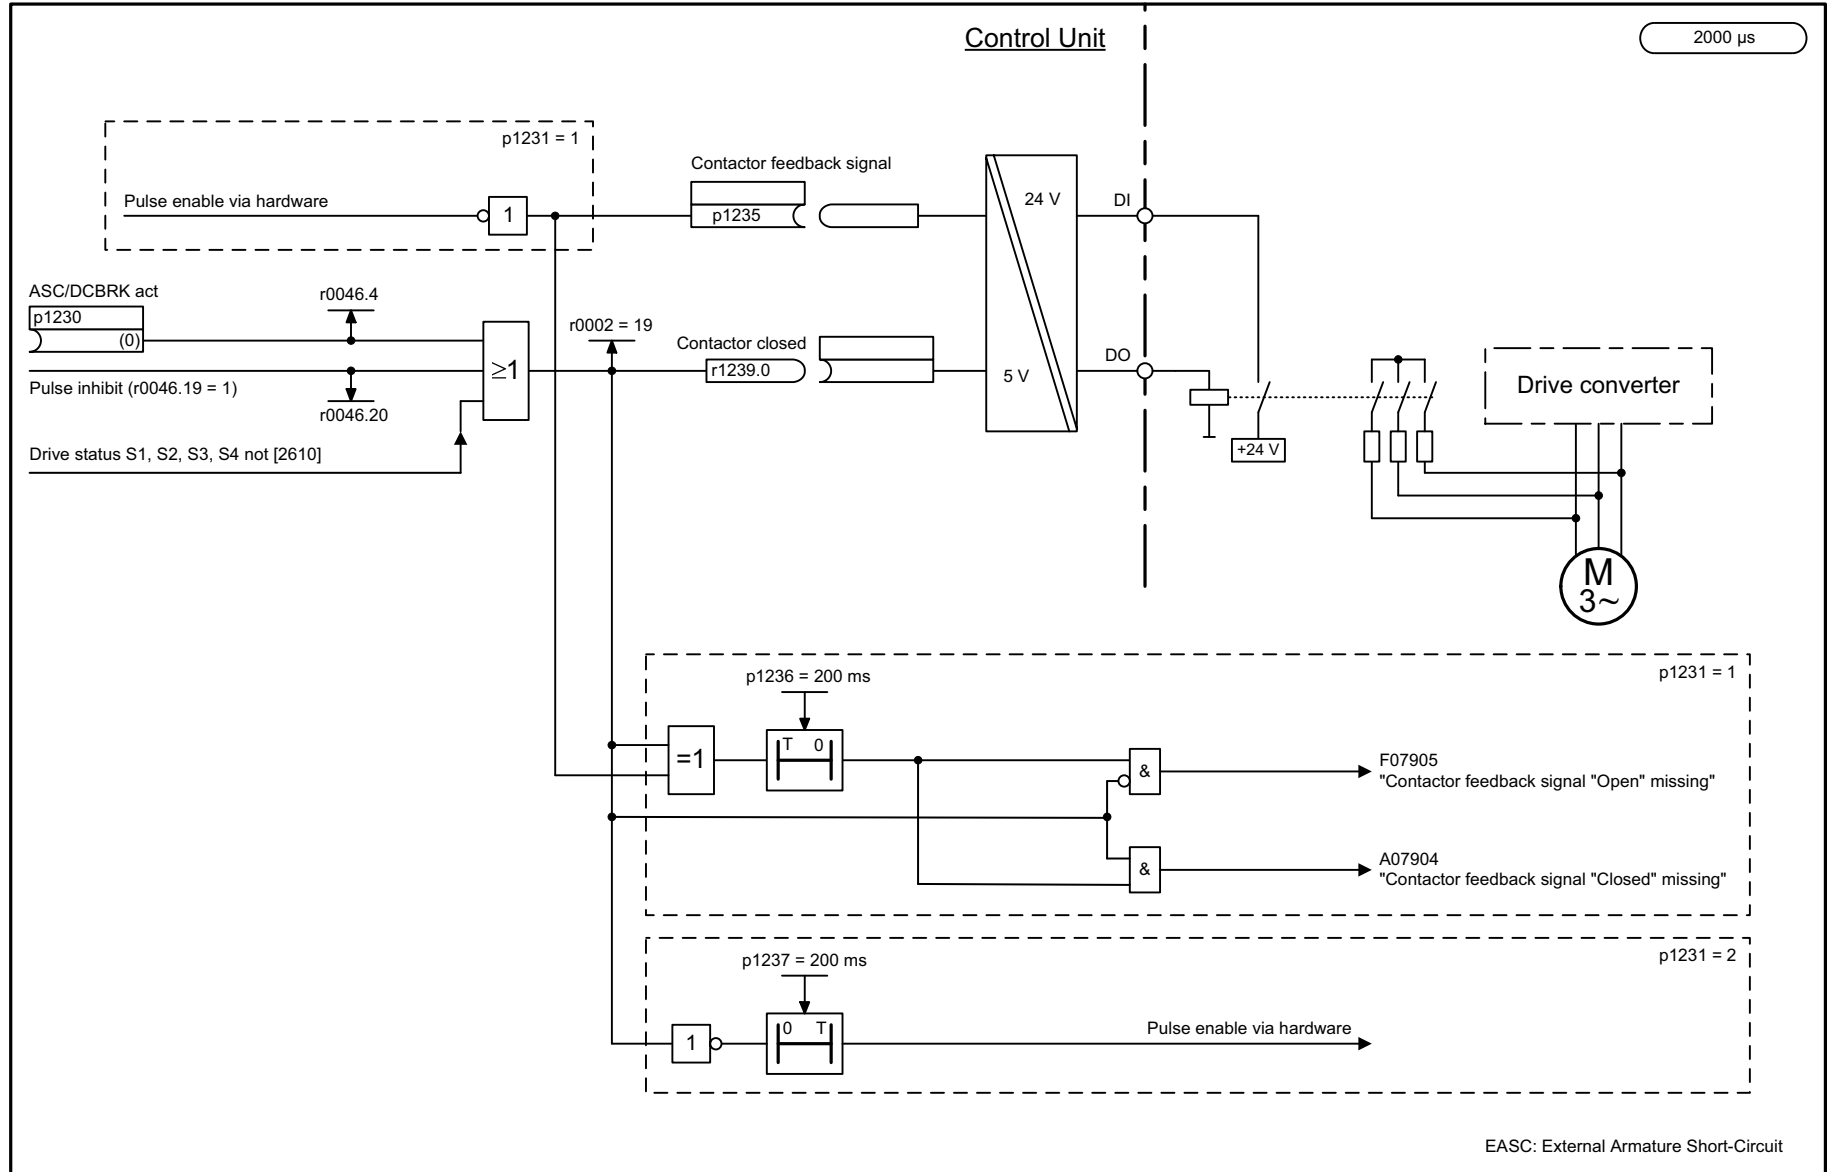 Control Unit
2000 µs
p1231 = 1
Pulse enable via hardware
1
Contactor feedback signal
p1235
24 V
5 V
DI
DO
ASC/DCBRK act
p1230
(0)
r0046.4
Pulse inhibit (r0046.19 = 1)
r0046.20
Drive status S1, S2, S3, S4 not [2610]
≥1
r0002 = 19
Contactor closed
r1239.0
+24 V
Drive converter
M
3~
p1231 = 1
p1236 = 200 ms
=1
T 0
&
F07905
"Contactor feedback signal "Open" missing"
&
A07904
"Contactor feedback signal "Closed" missing"
p1231 = 2
p1237 = 200 ms
1
0 T
Pulse enable via hardware
EASC: External Armature Short-Circuit